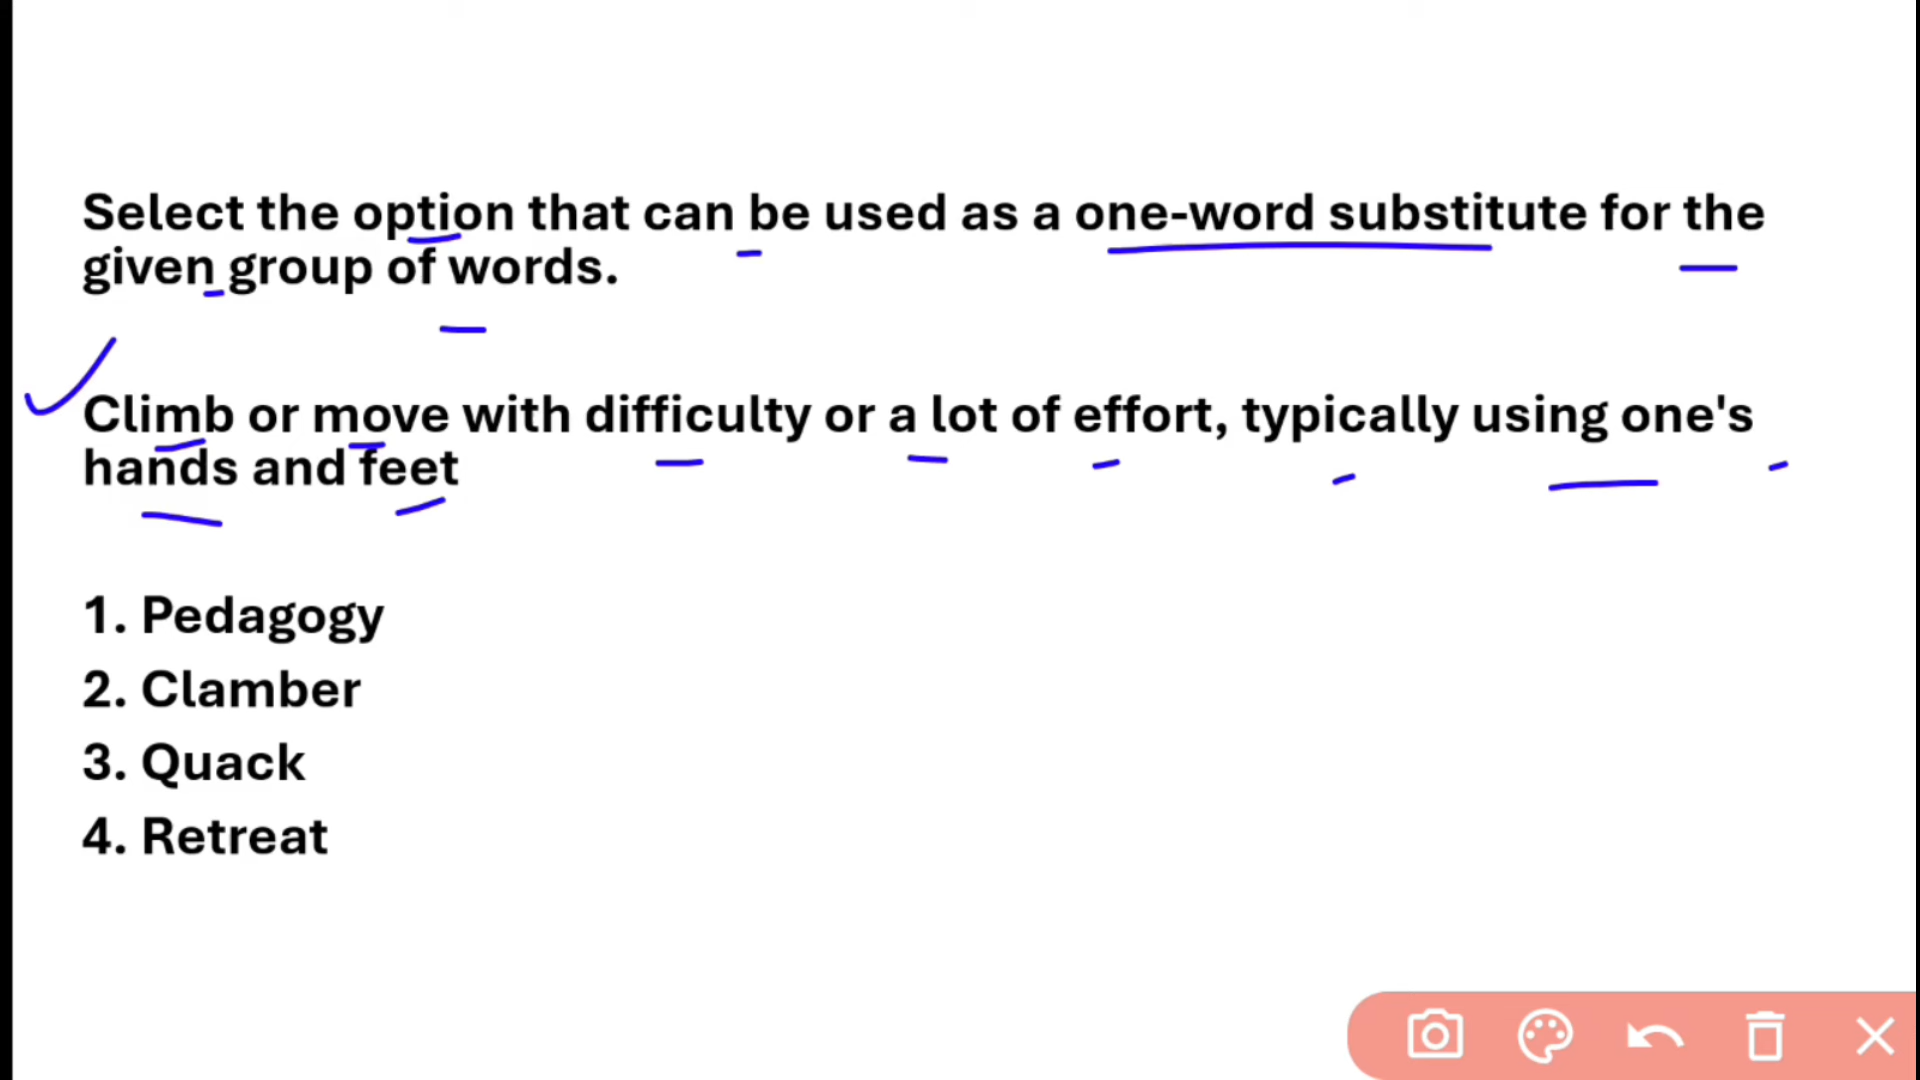 Select the option that can be used as a one-word substitute for the
given group of words.
Climb or move with difficulty or a lot of effort, typically using one's
hands and feet
1. Pedagogy
2. Clamber
3. Quack
4. Retreat